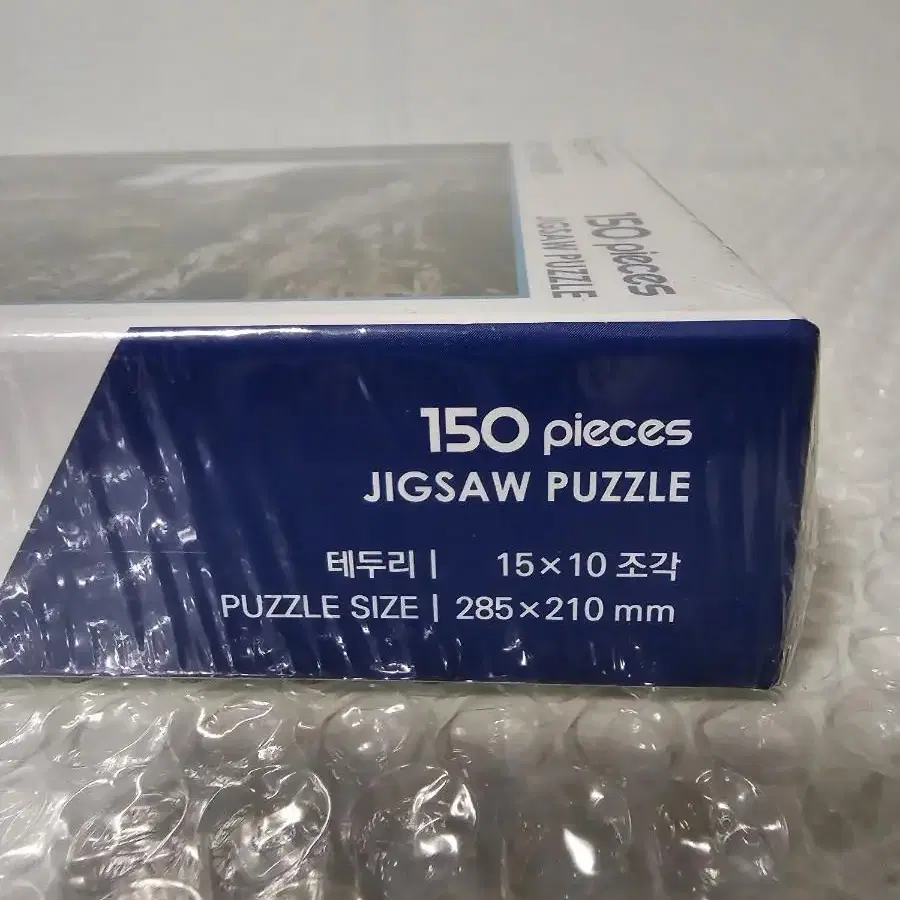 150 pieces
JIGSAW PUZZLE
150 pieces
JIGSAW PUZZLE
테두리 | 15×10 조각
PUZZLE SIZE | 285×210 mm